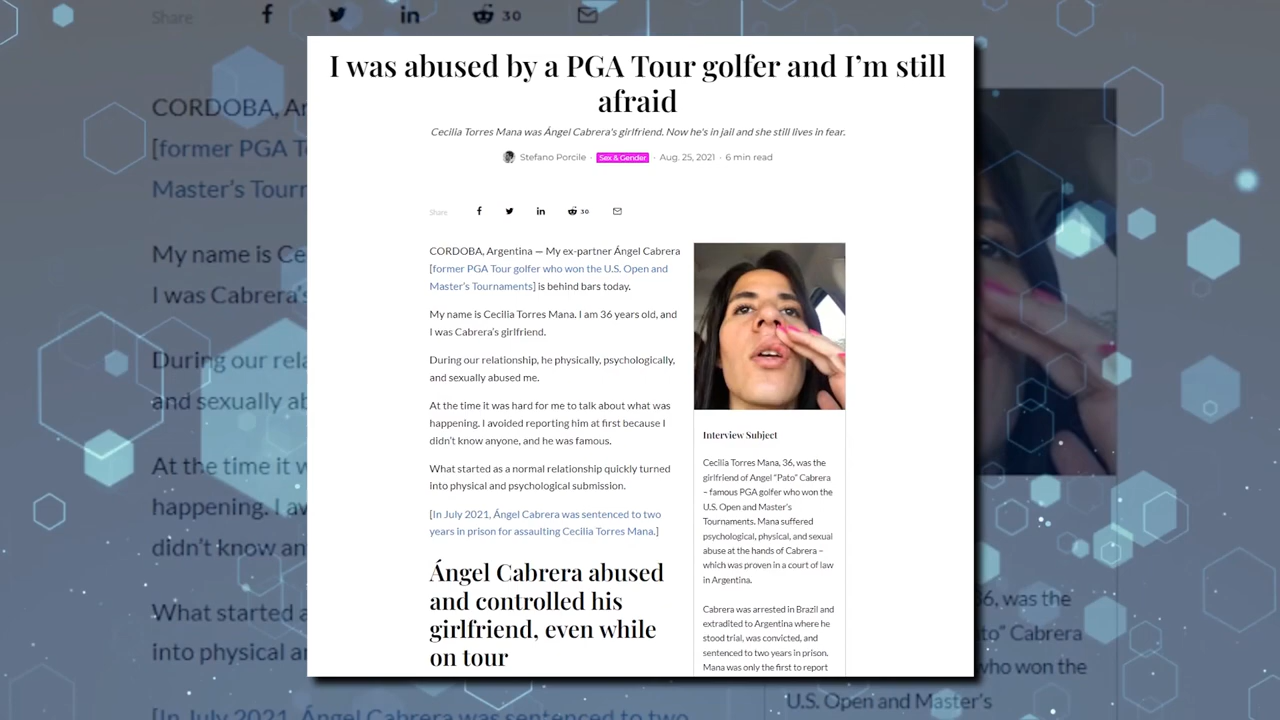 Share
30
CORDOBA, Ar
[former PGA T
Master's Tourn
My name is Ce
I was Cabrera's
During our rela
and sexually ab
At the time it w
happening. I av
didn't know an
What started a
into physical an
[In July 2021, Ángel Cabrera was sentenced to two
I was abused by a PGA Tour golfer and I'm still
afraid
Cecilia Torres Mana was Ángel Cabrera's girlfriend. Now he's in jail and she still lives in fear.
Stefano Porcile · Sex & Gender · Aug. 25, 2021 · 6 min read
Share
30
CORDOBA, Argentina — My ex-partner Ángel Cabrera
[former PGA Tour golfer who won the U.S. Open and
Master's Tournaments] is behind bars today.
My name is Cecilia Torres Mana. I am 36 years old, and
I was Cabrera's girlfriend.
During our relationship, he physically, psychologically,
and sexually abused me.
At the time it was hard for me to talk about what was
happening. I avoided reporting him at first because I
didn't know anyone, and he was famous.
What started as a normal relationship quickly turned
into physical and psychological submission.
[In July 2021, Ángel Cabrera was sentenced to two
years in prison for assaulting Cecilia Torres Mana.]
Ángel Cabrera abused
and controlled his
girlfriend, even while
on tour
Interview Subject
Cecilia Torres Mana, 36, was the
girlfriend of Angel "Pato" Cabrera
– famous PGA golfer who won the
U.S. Open and Master's
Tournaments. Mana suffered
psychological, physical, and sexual
abuse at the hands of Cabrera –
which was proven in a court of law
in Argentina.
Cabrera was arrested in Brazil and
extradited to Argentina where he
stood trial, was convicted, and
sentenced to two years in prison.
Mana was only the first to report
36, was the
ato" Cabrera
who won the
U.S. Open and Master's